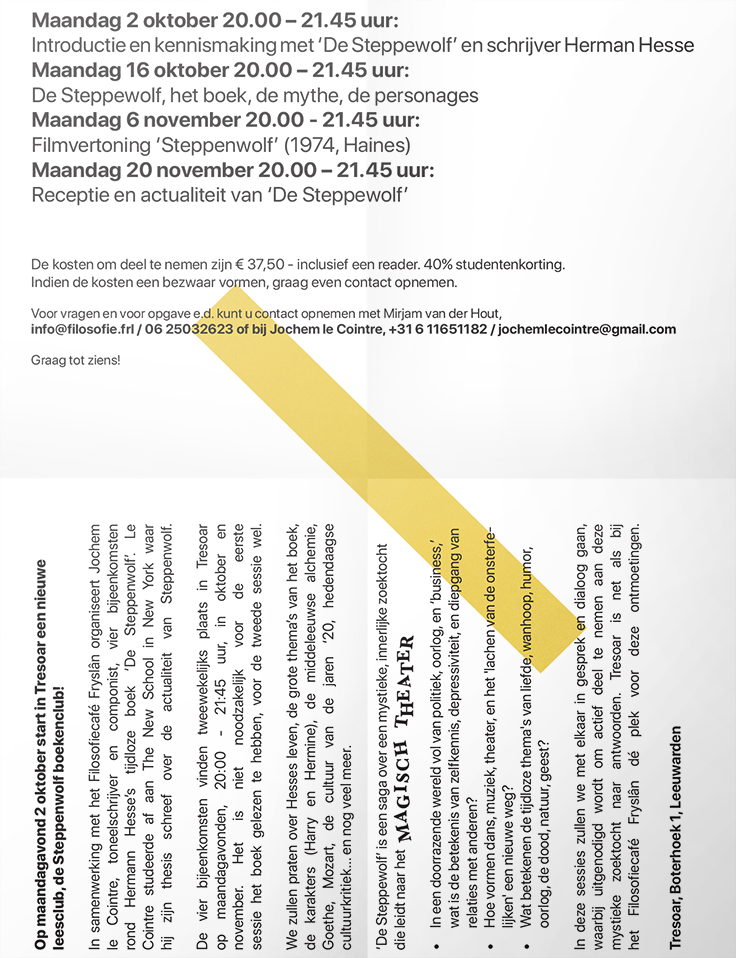 Maandag 2 oktober 20.00 – 21.45 uur:
Introductie en kennismaking met ‘De Steppewolf’ en schrijver Herman Hesse
Maandag 16 oktober 20.00 – 21.45 uur:
De Steppewolf, het boek, de mythe, de personages
Maandag 6 november 20.00 - 21.45 uur:
Filmvertoning ‘Steppenwolf’ (1974, Haines)
Maandag 20 november 20.00 – 21.45 uur:
Receptie en actualiteit van ‘De Steppewolf’
De kosten om deel te nemen zijn € 37,50 - inclusief een reader. 40% studentenkorting.
Indien de kosten een bezwaar vormen, graag even contact opnemen.
Voor vragen en voor opgave e.d. kunt u contact opnemen met Mirjam van der Hout,
info@filosofie.frl / 06 25032623 of bij Jochem le Cointre, +31 6 11651182 / jochemlecointre@gmail.com
Graag tot ziens!
Op maandagavond 2 oktober start in Tresoar een nieuwe
leesclub, de Steppenwolf boekenclub!
In samenwerking met het Filosofiecafé Fryslân organiseert Jochem
le Cointre, toneelschrijver en componist, vier bijeenkomsten
rond Hermann Hesse’s tijdloze boek ‘De Steppenwolf’. Le
Cointre studeerde af aan The New School in New York waar
hij zijn thesis schreef over de actualiteit van Steppenwolf.
De vier bijeenkomsten vinden tweewekelijks plaats in Tresoar
op maandagavonden, 20:00 - 21:45 uur, in oktober en
november. Het is niet noodzakelijk voor de eerste
sessie het boek gelezen te hebben, voor de tweede sessie wel.
We zullen praten over Hesses leven, de grote thema’s van het boek,
de karakters (Harry en Hermine), de middeleeuwse alchemie,
Goethe, Mozart, de cultuur van de jaren ’20, hedendaagse
cultuurkritiek... en nog veel meer.
‘De Steppewolf’ is een saga over een mystieke, innerlijke zoektocht
die leidt naar het MAGISCH THEATER
• In een doorrazende wereld vol van politiek, oorlog, en ‘business,’
wat is de betekenis van zelfkennis, depressiviteit, en diepgang van
relaties met anderen?
• Hoe vormen dans, muziek, theater, en het 'lachen van de onsterfe-
lijken' een nieuwe weg?
• Wat betekenen de tijdloze thema’s van liefde, wanhoop, humor,
oorlog, de dood, natuur, geest?
In deze sessies zullen we met elkaar in gesprek en dialoog gaan,
waarbij uitgenodigd wordt om actief deel te nemen aan deze
mystieke zoektocht naar antwoorden. Tresoar is net als bij
het Filosofiecafé Fryslân dé plek voor deze ontmoetingen.
Tresoar, Boterhoek 1, Leeuwarden